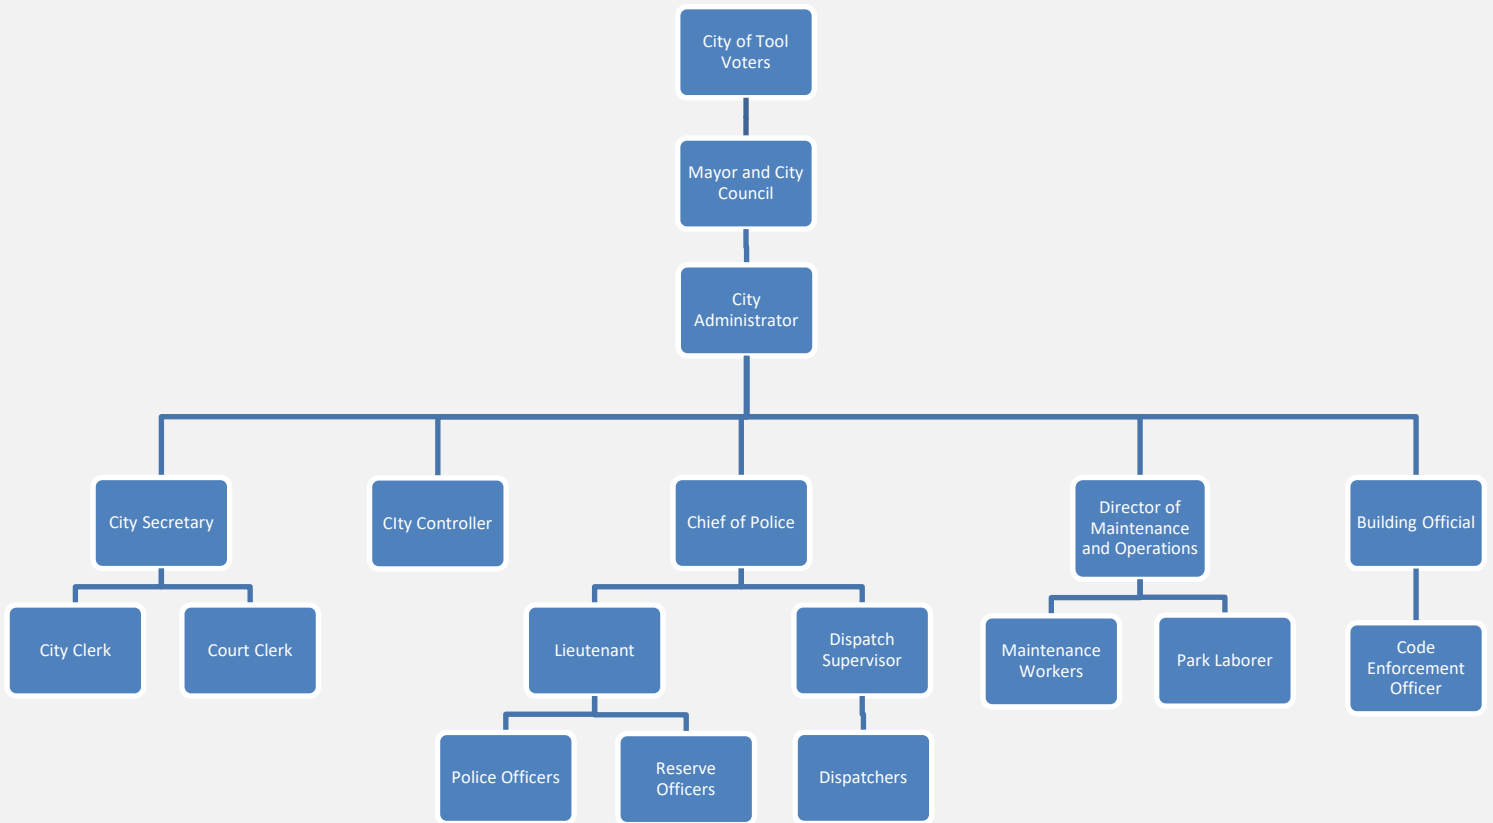 City of Tool
Voters
Mayor and City
Council
City
Administrator
City Secretary
CIty Controller
Chief of Police
Director of
Maintenance
and Operations
Building Official
City Clerk
Court Clerk
Lieutenant
Dispatch
Supervisor
Maintenance
Workers
Park Laborer
Code
Enforcement
Officer
Police Officers
Reserve
Officers
Dispatchers